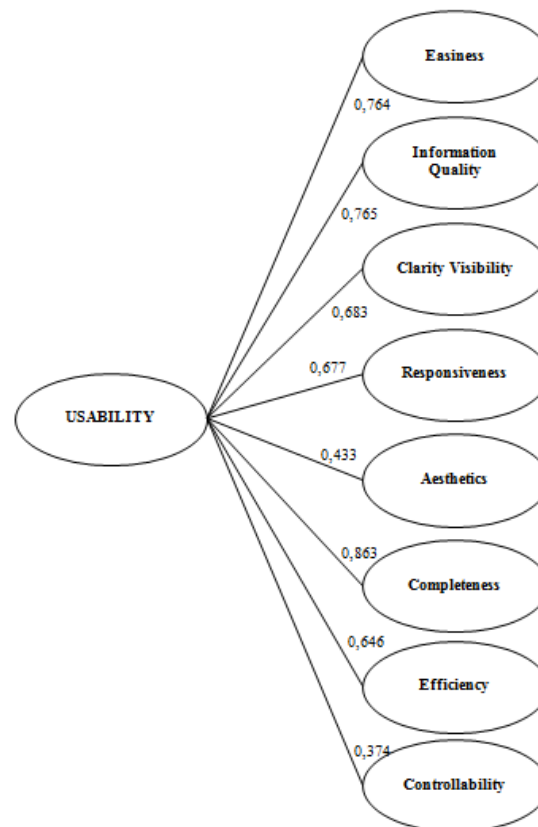 Easiness
0,764
Information
Quality
0,765
Clarity Visibility
0,683
0,677
Responsiveness
USABILITY
0,433
Aesthetics
0,863
Completeness
0,646
Efficiency
0,374
Controllability